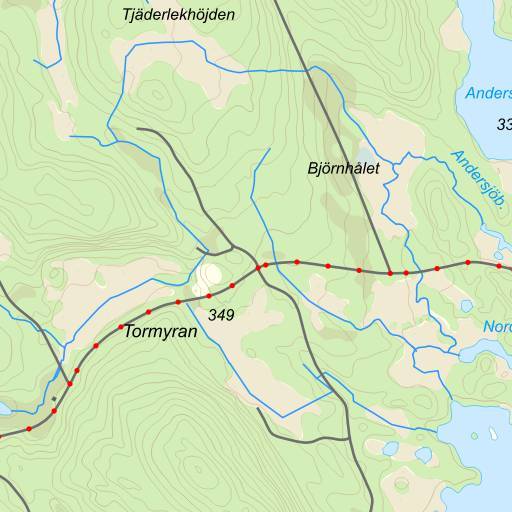 Tjäderlekhöjden
Anders
33
Björnhålet
Andersjöb.
349
Tormyran
Nord